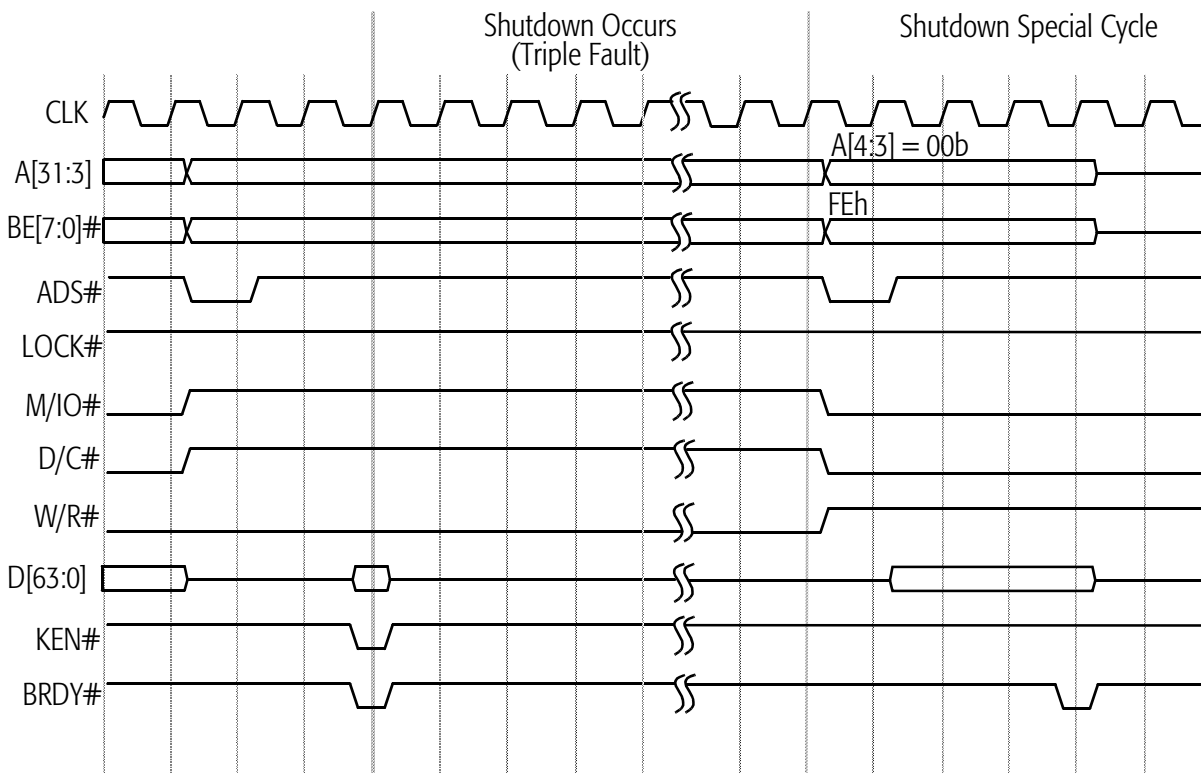 Shutdown Occurs
(Triple Fault)
Shutdown Special Cycle
CLK
A[4:3] = 00b
A[31:3]
FEh
BE[7:0]#
ADS#
LOCK#
M/IO#
D/C#
W/R#
D[63:0]
KEN#
BRDY#